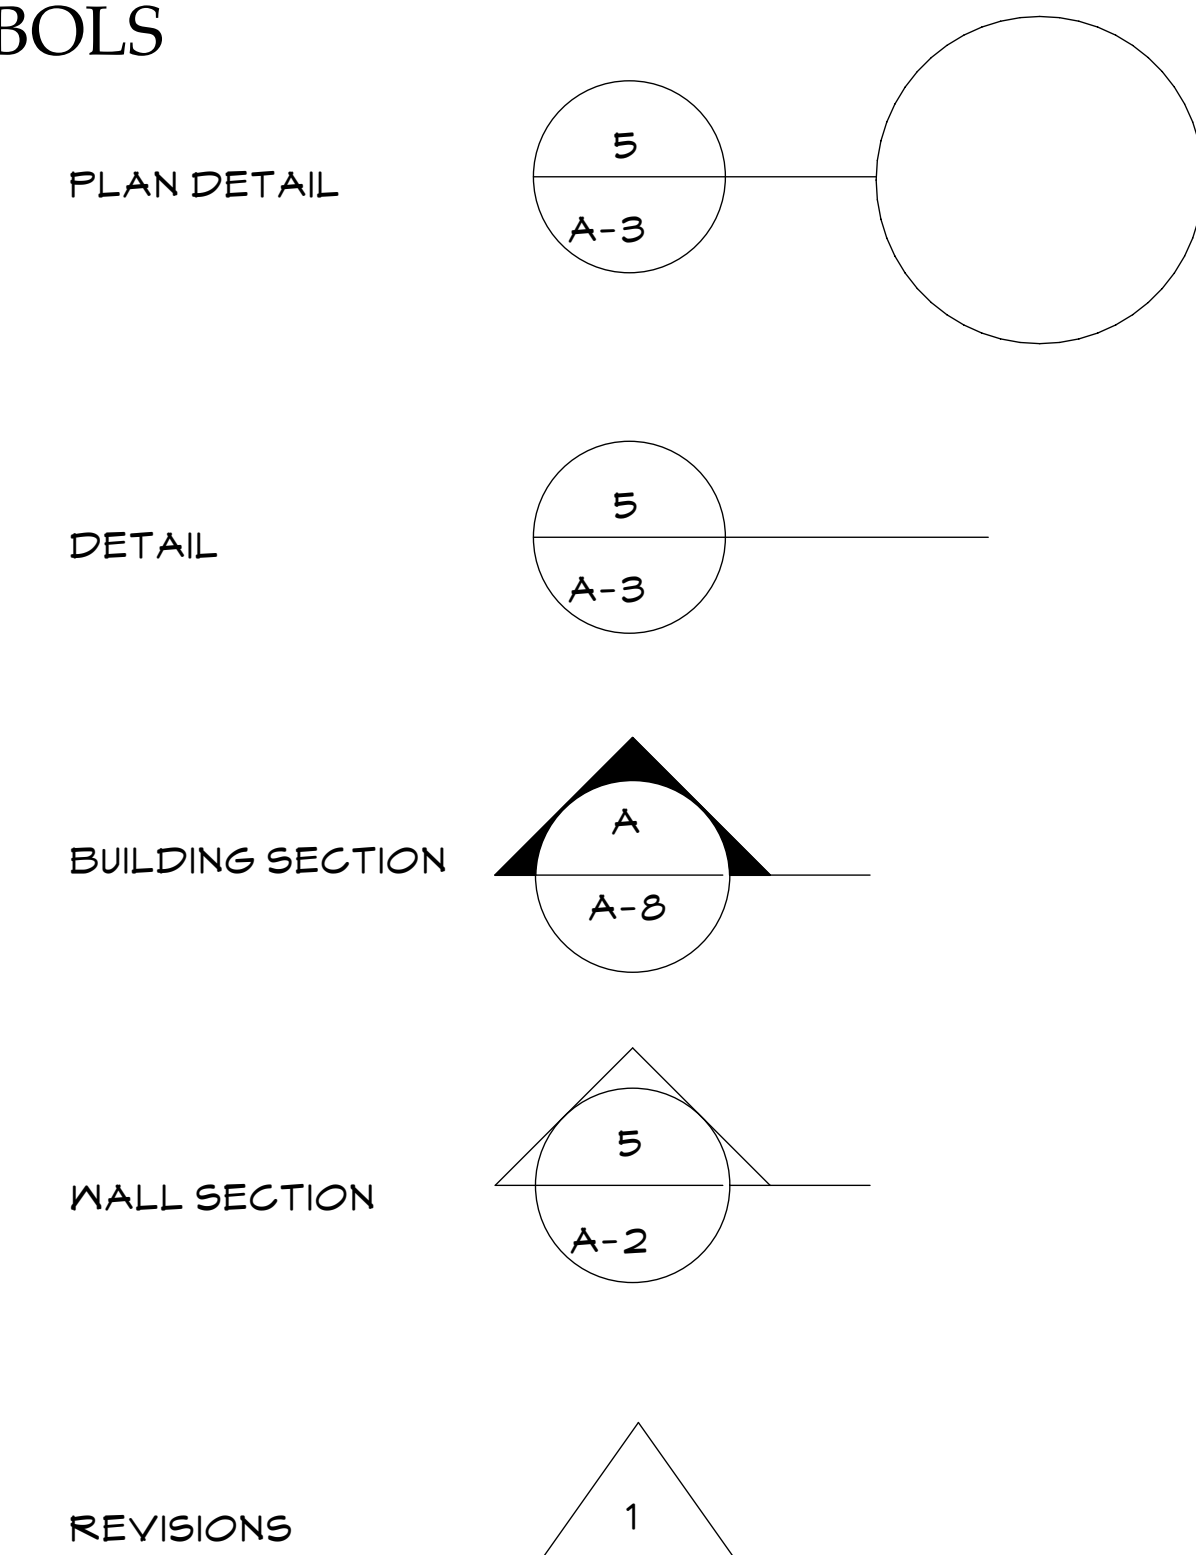 BOLS
5
PLAN DETAIL
A-3
5
DETAIL
A-3
A
BUILDING SECTION
A-8
5
WALL SECTION
A-2
1
REVISIONS